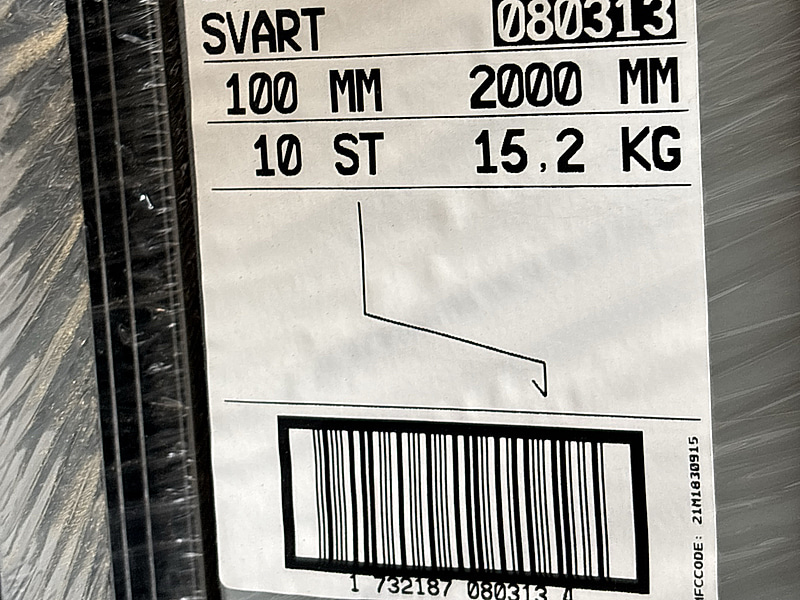 SVART 080313
100 MM 2000 MM
10 ST 15,2 KG
1 732187 080313 4
MFCCODE: 21M1830915